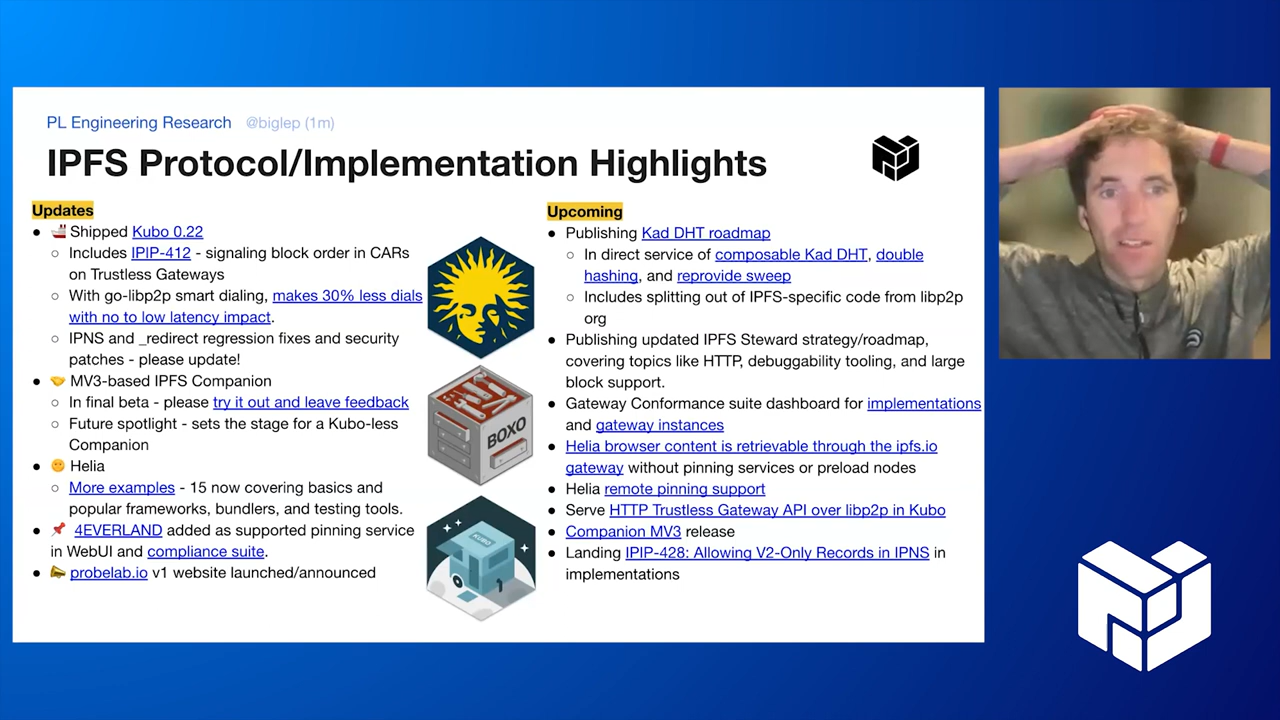 PL Engineering Research @biglep (1m)
IPFS Protocol/Implementation Highlights
Updates
Shipped Kubo 0.22
Includes IPIP-412 - signaling block order in CARs
on Trustless Gateways
With go-libp2p smart dialing, makes 30% less dials
with no to low latency impact.
IPNS and _redirect regression fixes and security
patches - please update!
MV3-based IPFS Companion
In final beta - please try it out and leave feedback
Future spotlight - sets the stage for a Kubo-less
Companion
Helia
More examples - 15 now covering basics and
popular frameworks, bundlers, and testing tools.
4EVERLAND added as supported pinning service
in WebUI and compliance suite.
probelab.io v1 website launched/announced
BOXO
KUBO
Upcoming
Publishing Kad DHT roadmap
In direct service of composable Kad DHT, double
hashing, and reprovide sweep
Includes splitting out of IPFS-specific code from libp2p
org
Publishing updated IPFS Steward strategy/roadmap,
covering topics like HTTP, debuggability tooling, and large
block support.
Gateway Conformance suite dashboard for implementations
and gateway instances
Helia browser content is retrievable through the ipfs.io
gateway without pinning services or preload nodes
Helia remote pinning support
Serve HTTP Trustless Gateway API over libp2p in Kubo
Companion MV3 release
Landing IPIP-428: Allowing V2-Only Records in IPNS in
implementations